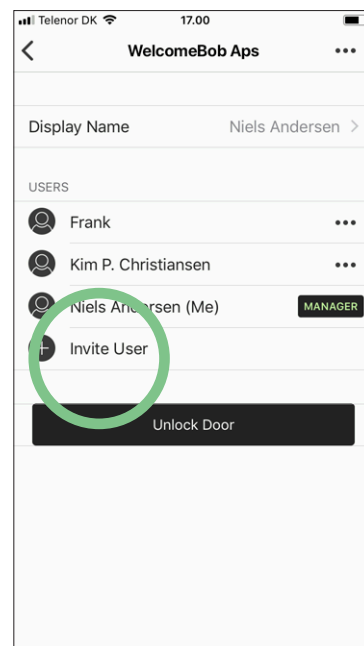 Telenor DK 17.00
WelcomeBob Aps
Display Name Niels Andersen
USERS
Frank
Kim P. Christiansen
Niels Andersen (Me) MANAGER
Invite User
Unlock Door